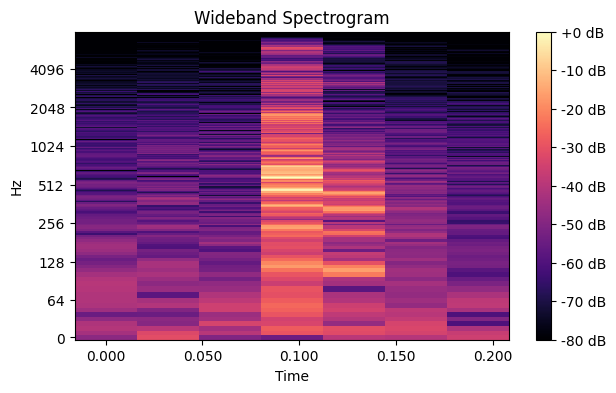 Wideband Spectrogram
4096
2048
1024
512
256
128
64
0
Hz
0.000 0.050 0.100 0.150 0.200
Time
+0 dB
-10 dB
-20 dB
-30 dB
-40 dB
-50 dB
-60 dB
-70 dB
-80 dB